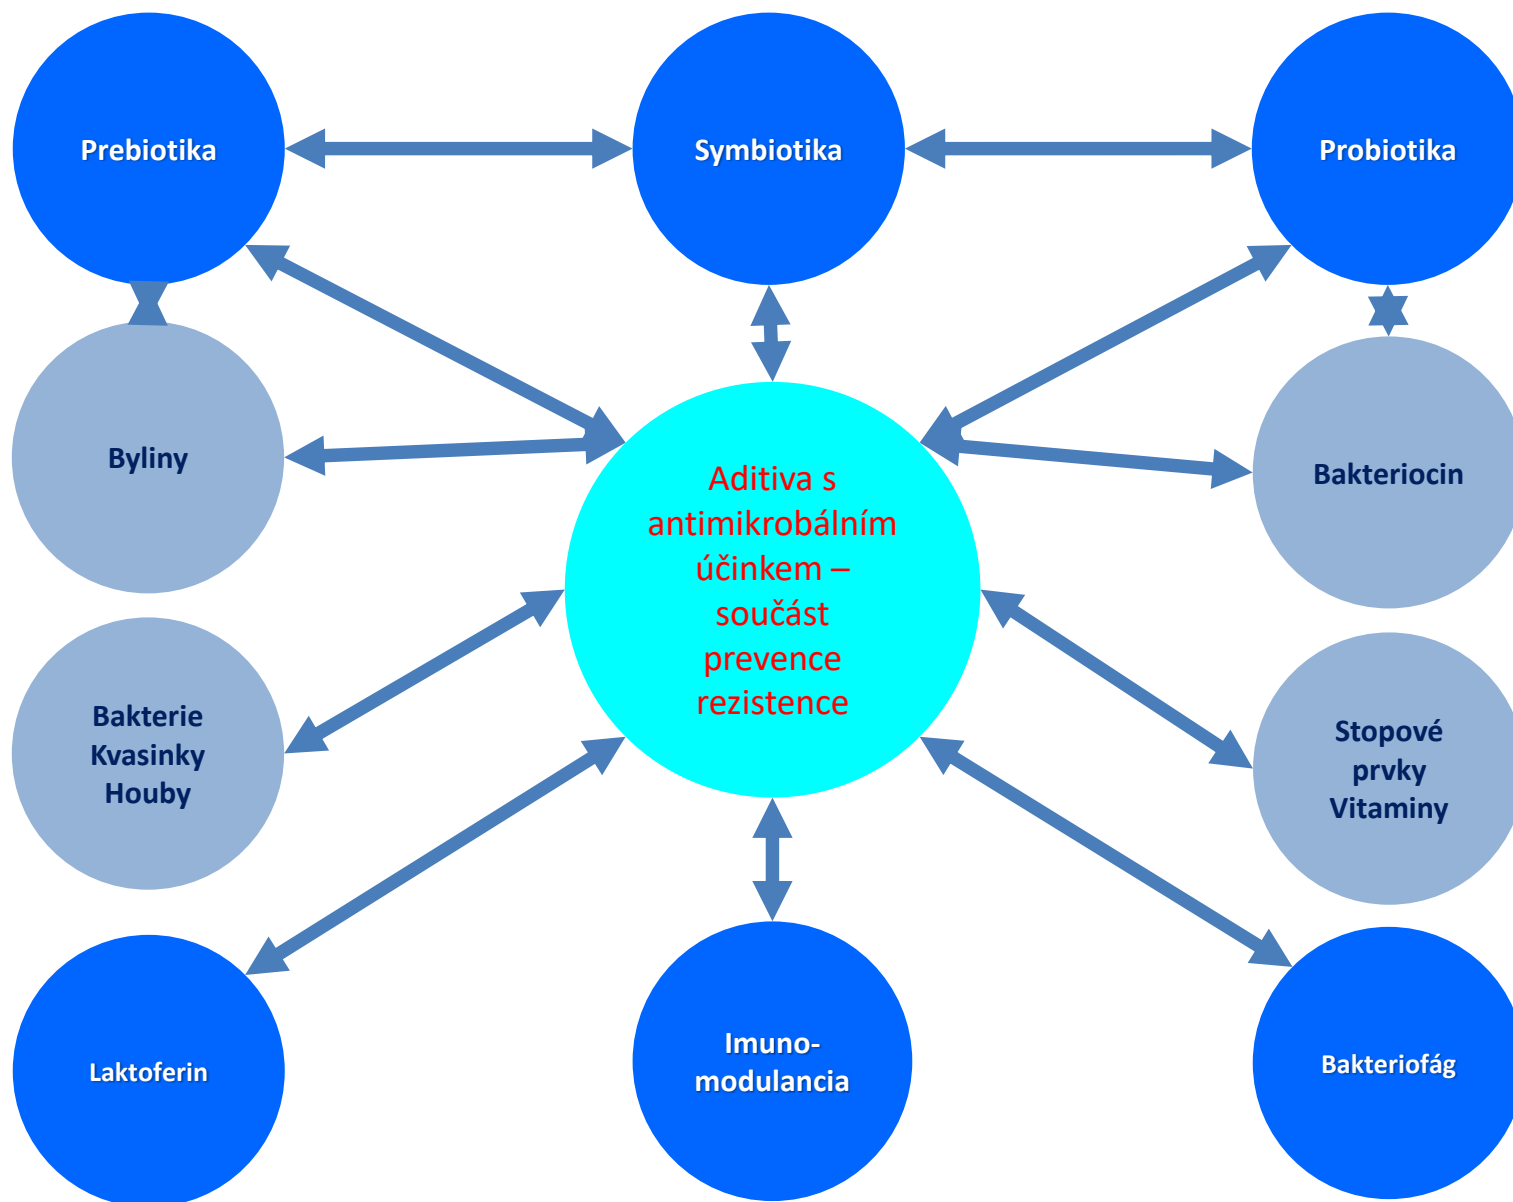 Prebiotika
Symbiotika
Probiotika
Byliny
Aditiva s
antimikrobálním
účinkem –
součást
prevence
rezistence
Bakteriocin
Bakterie
Kvasinky
Houby
Stopové
prvky
Vitaminy
Laktoferin
Imuno-
modulancia
Bakteriofág